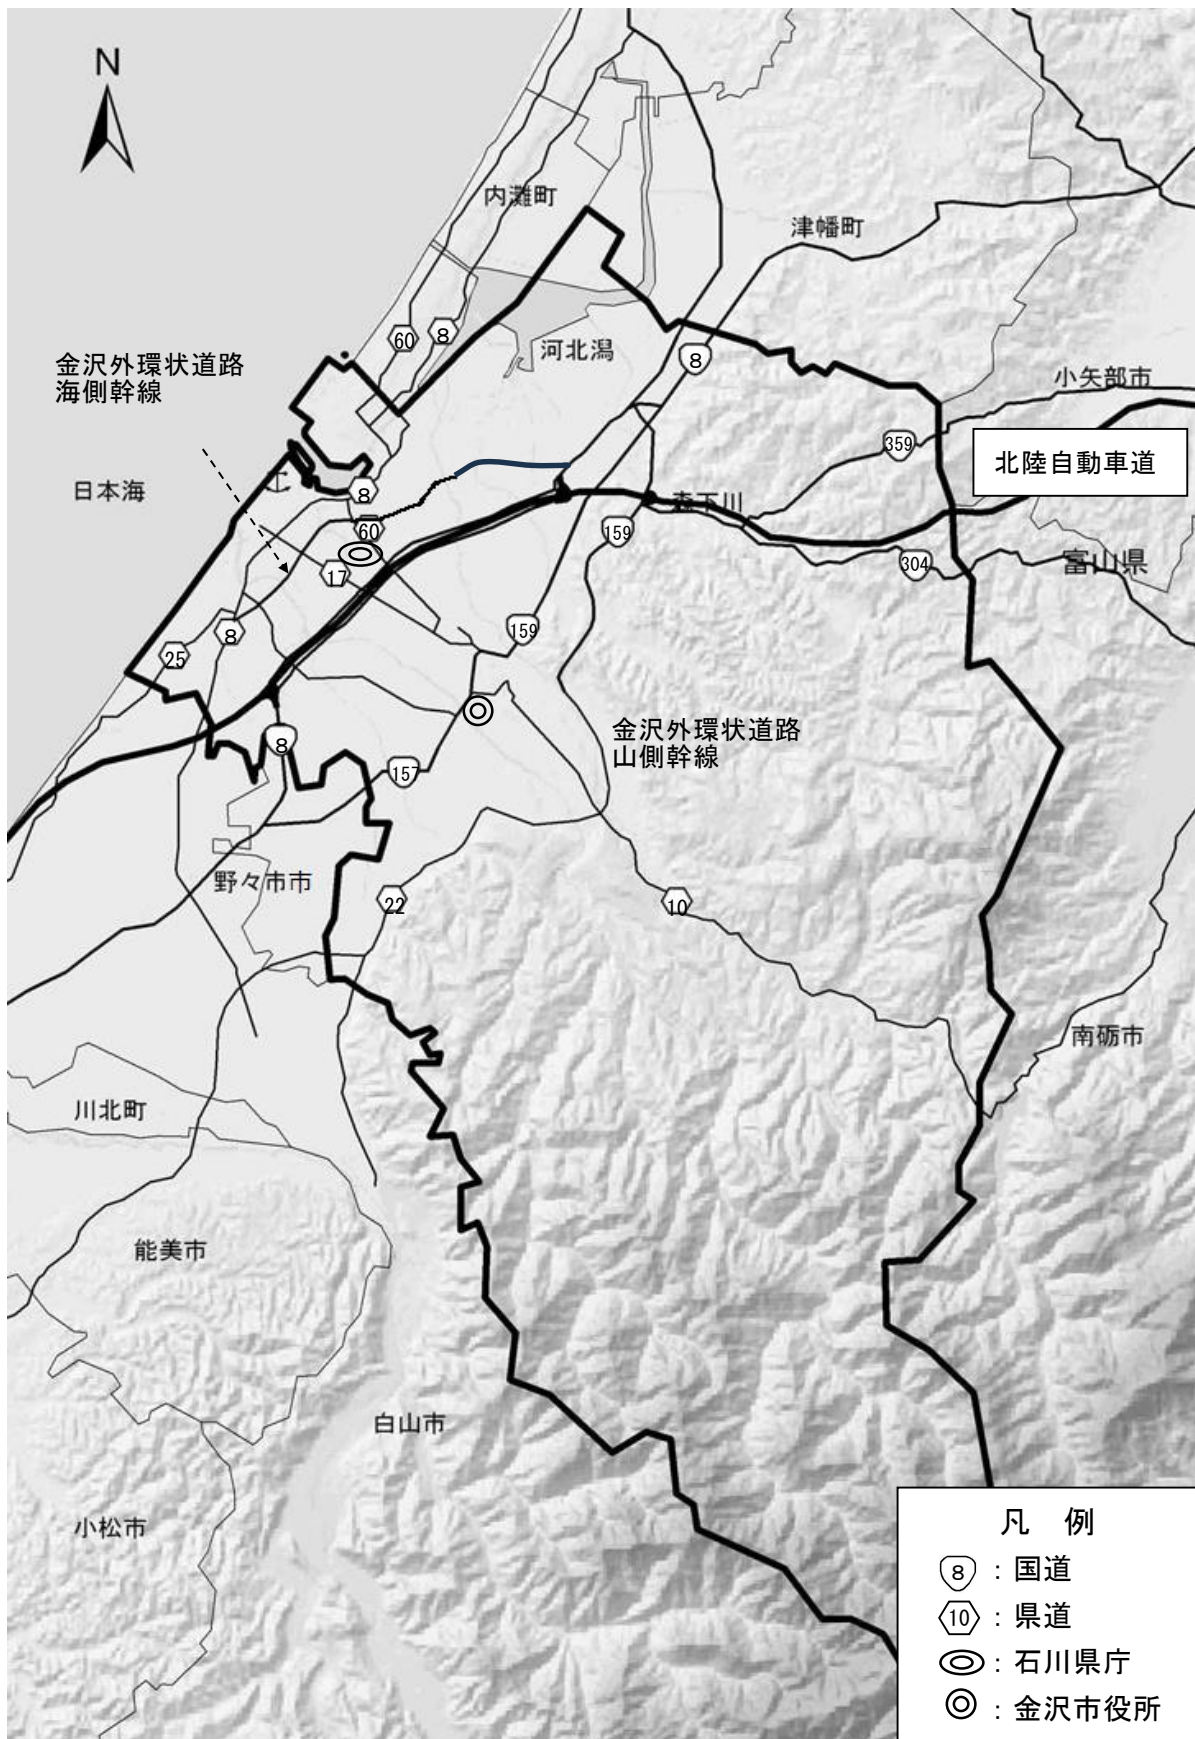 N
内灘町
津幡町
60
8
河北潟
8
金沢外環状道路
海側幹線
小矢部市
359
北陸自動車道
日本海
8
森下川
60
159
17
304
富山県
8
159
25
金沢外環状道路
山側幹線
8
157
野々市市
22
10
南砺市
川北町
能美市
白山市
小松市
凡 例
8 : 国道
10 : 県道
: 石川県庁
: 金沢市役所